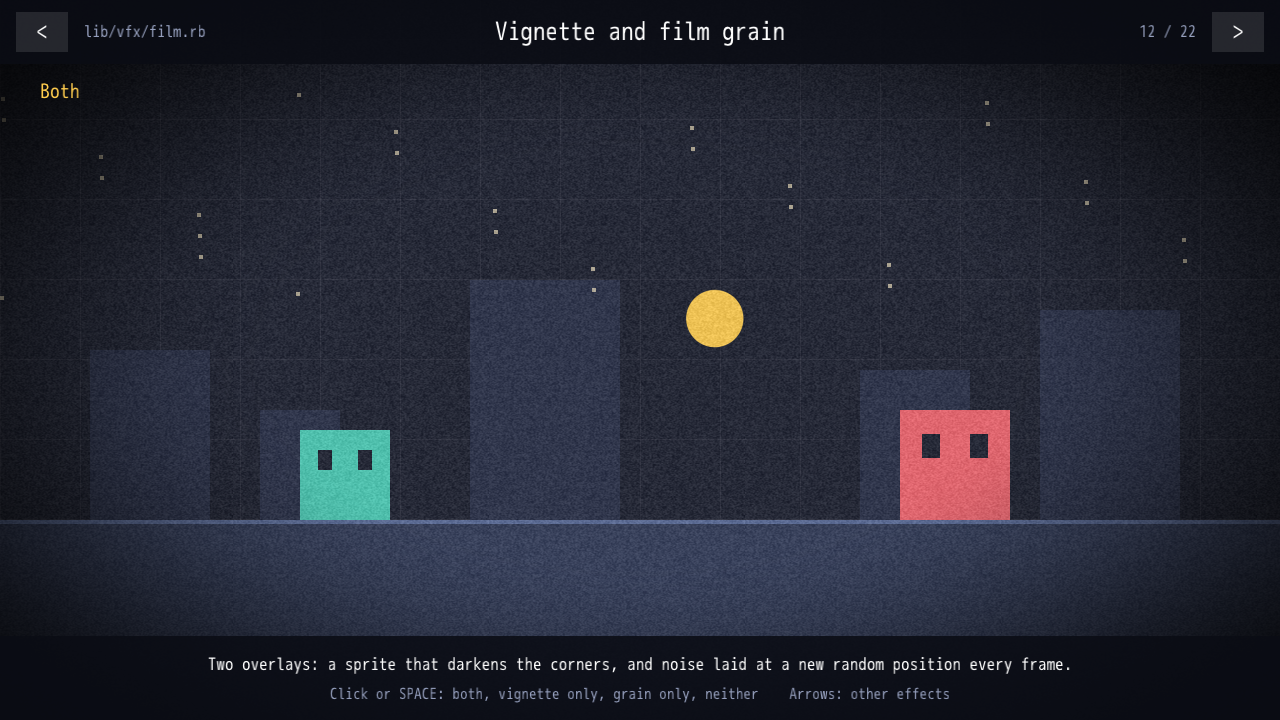 < lib/vfx/film.rb Vignette and film grain 12 / 22 >
Both
Two overlays: a sprite that darkens the corners, and noise laid at a new random position every frame.
Click or SPACE: both, vignette only, grain only, neither Arrows: other effects